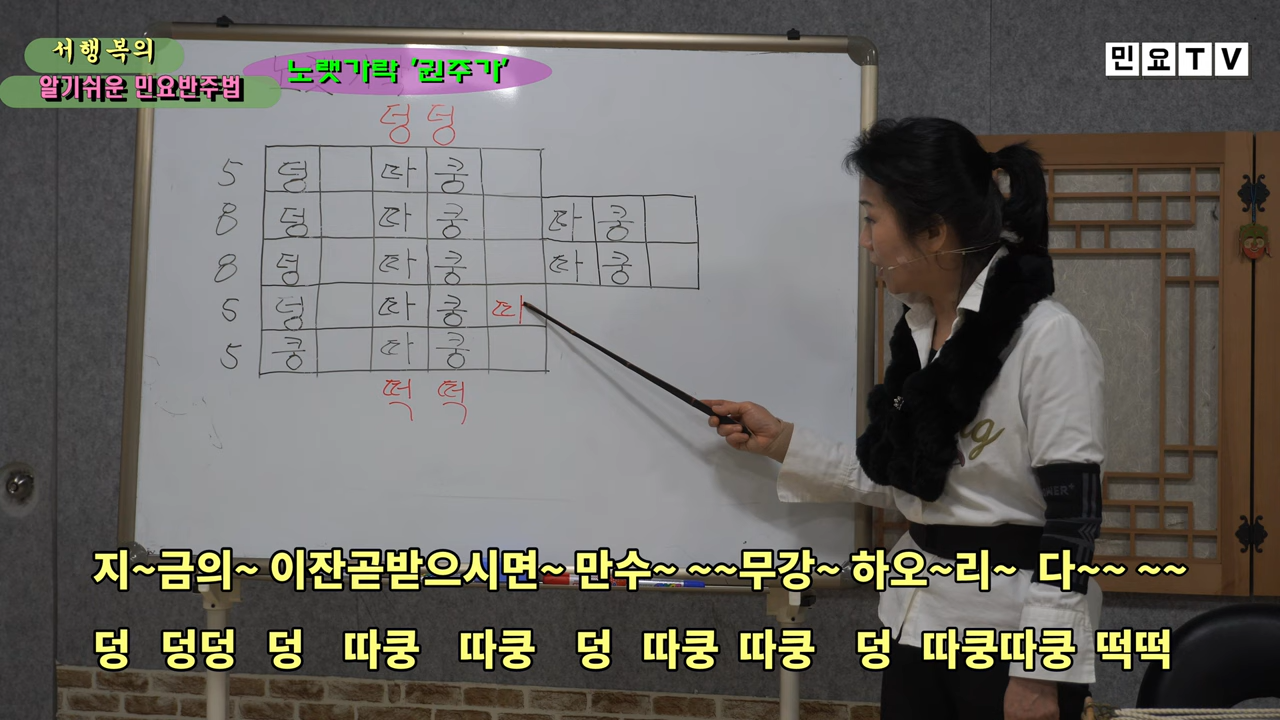 서행복의
알기쉬운 민요반주법
노랫가락 '권주가'
민요TV
덩 덩
5 덩 따 쿵
8 덩 따 쿵 따 쿵
8 덩 따 쿵 따 쿵
5 덩 따 쿵 따
5 쿵 따 쿵
떡 떡
지~금의~ 이잔곧받으시면~ 만수~ ~~무강~ 하오~리~ 다~~ ~~
덩 덩덩 덩 따쿵 따쿵 덩 따쿵 따쿵 덩 따쿵따쿵 떡떡